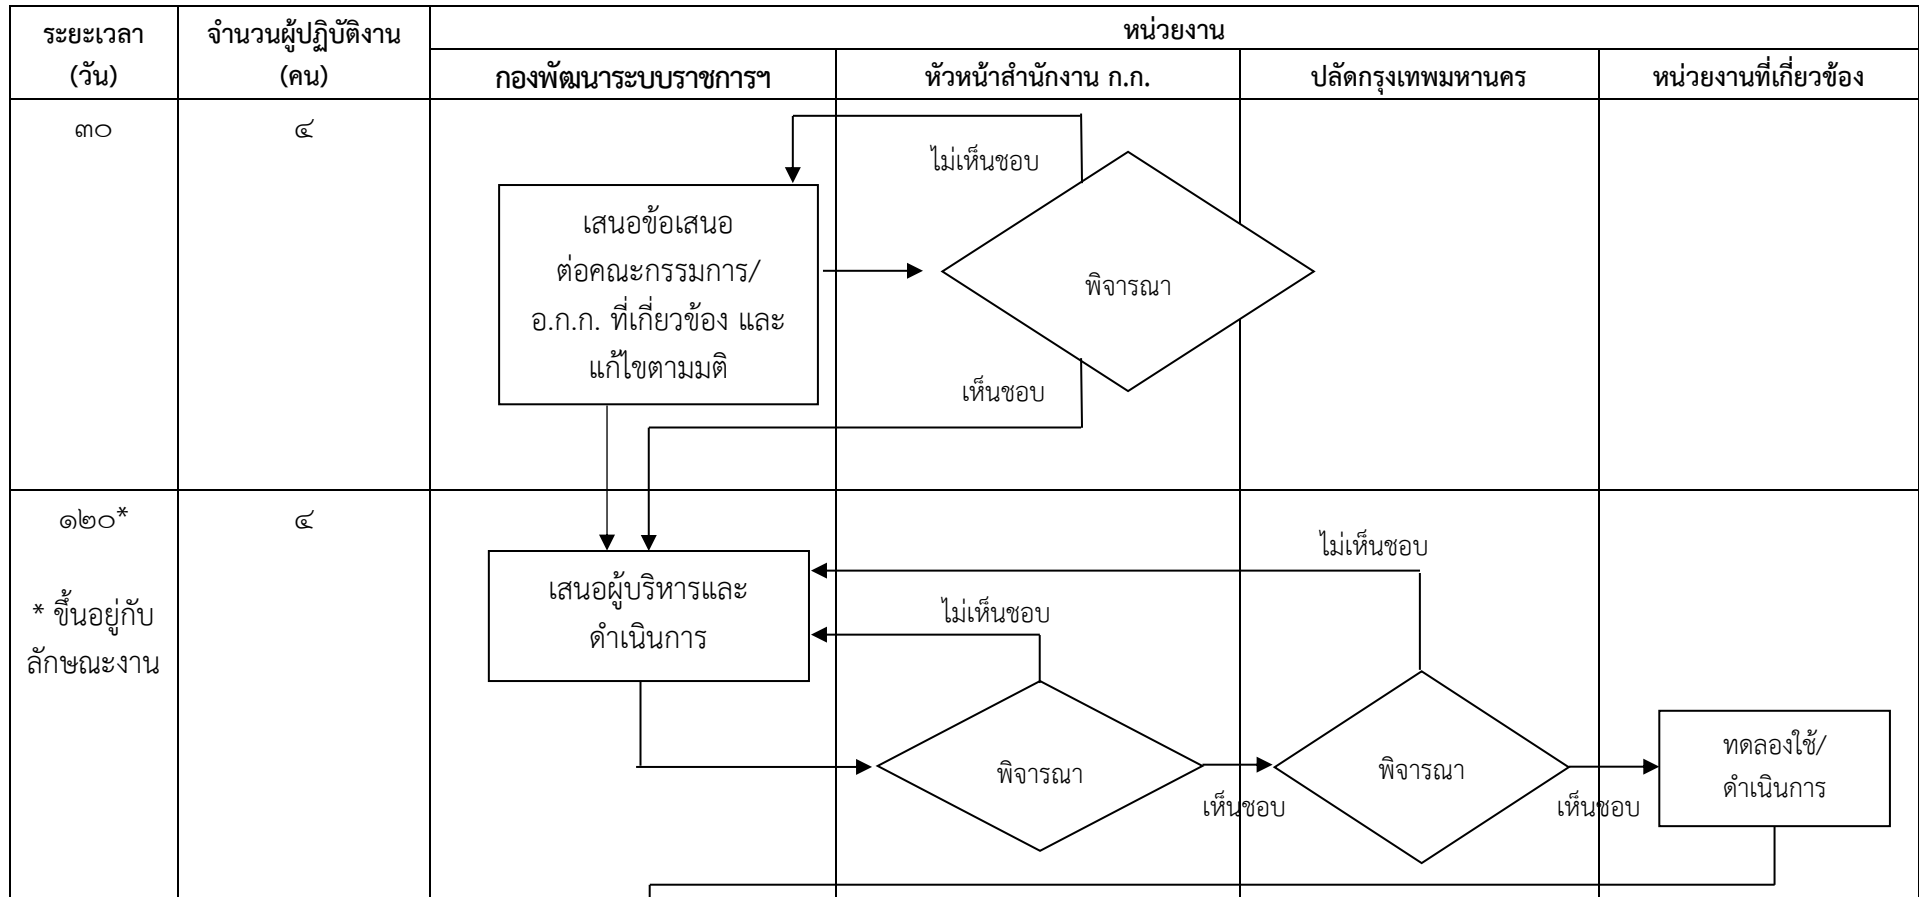 ระยะเวลา
(วัน)
จำนวนผู้ปฏิบัติงาน
(คน)
หน่วยงาน
กองพัฒนาระบบราชการฯ
หัวหน้าสำนักงาน ก.ก.
ปลัดกรุงเทพมหานคร
หน่วยงานที่เกี่ยวข้อง
๓๐
๔
ไม่เห็นชอบ
เสนอข้อเสนอ
ต่อคณะกรรมการ/
อ.ก.ก. ที่เกี่ยวข้อง และ
แก้ไขตามมติ
พิจารณา
เห็นชอบ
๑๒๐*
* ขึ้นอยู่กับ
ลักษณะงาน
๔
ไม่เห็นชอบ
เสนอผู้บริหารและ
ดำเนินการ
ไม่เห็นชอบ
พิจารณา
เห็นชอบ
พิจารณา
เห็นชอบ
ทดลองใช้/
ดำเนินการ